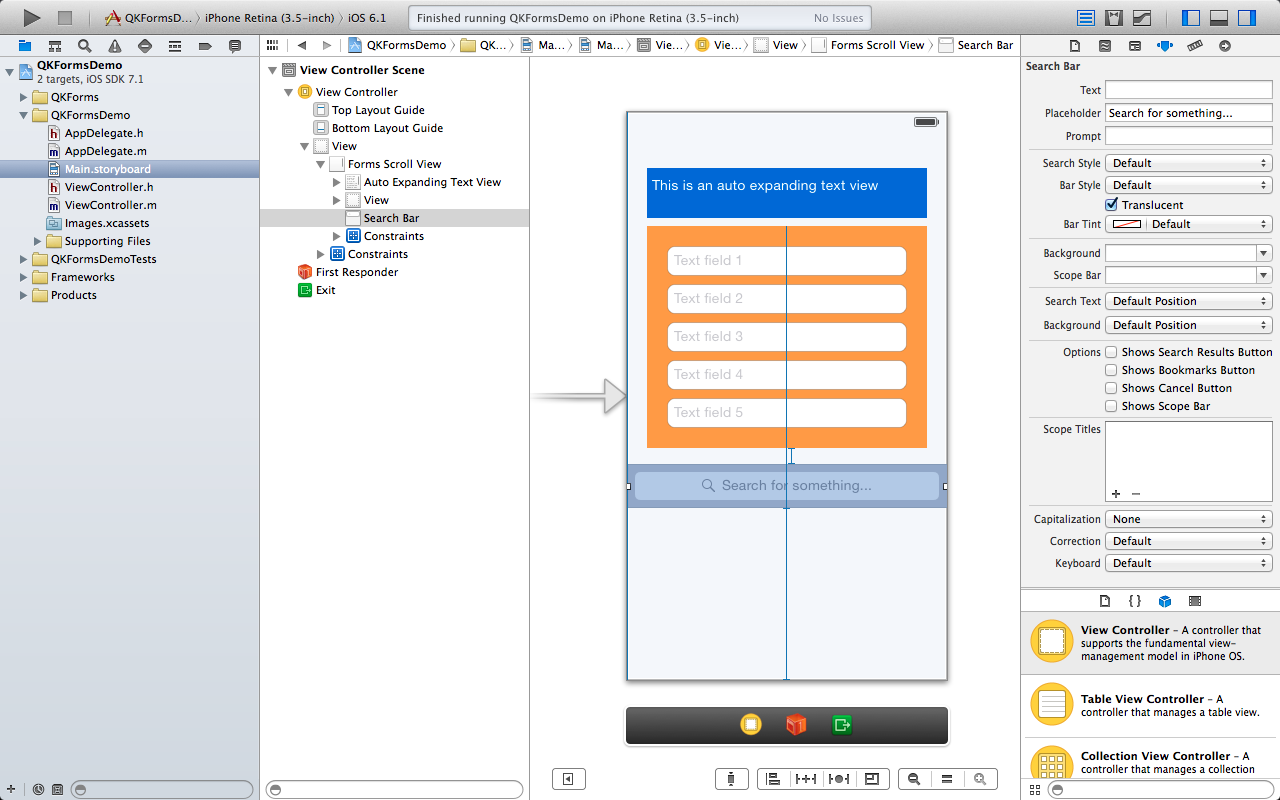 QKFormsD... iPhone Retina (3.5-inch) iOS 6.1
Finished running QKFormsDemo on iPhone Retina (3.5-inch)
No Issues
QKFormsDemo
2 targets, iOS SDK 7.1
QKForms
QKFormsDemo
AppDelegate.h
AppDelegate.m
Main.storyboard
ViewController.h
ViewController.m
Images.xcassets
Supporting Files
QKFormsDemoTests
Frameworks
Products
QKFormsDemo QK... Ma... Ma... Vie... Vie... View Forms Scroll View Search Bar
View Controller Scene
View Controller
Top Layout Guide
Bottom Layout Guide
View
Forms Scroll View
Auto Expanding Text View
View
Search Bar
Constraints
Constraints
First Responder
Exit
This is an auto expanding text view
Text field 1
Text field 2
Text field 3
Text field 4
Text field 5
Search for something...
Search Bar
Text
Placeholder Search for something...
Prompt
Search Style Default
Bar Style Default
Translucent
Bar Tint Default
Background
Scope Bar
Search Text Default Position
Background Default Position
Options Shows Search Results Button
Shows Bookmarks Button
Shows Cancel Button
Shows Scope Bar
Scope Titles
Capitalization None
Correction Default
Keyboard Default
View Controller - A controller that
supports the fundamental view-
management model in iPhone OS.
Table View Controller - A
controller that manages a table view.
Collection View Controller - A
controller that manages a collection